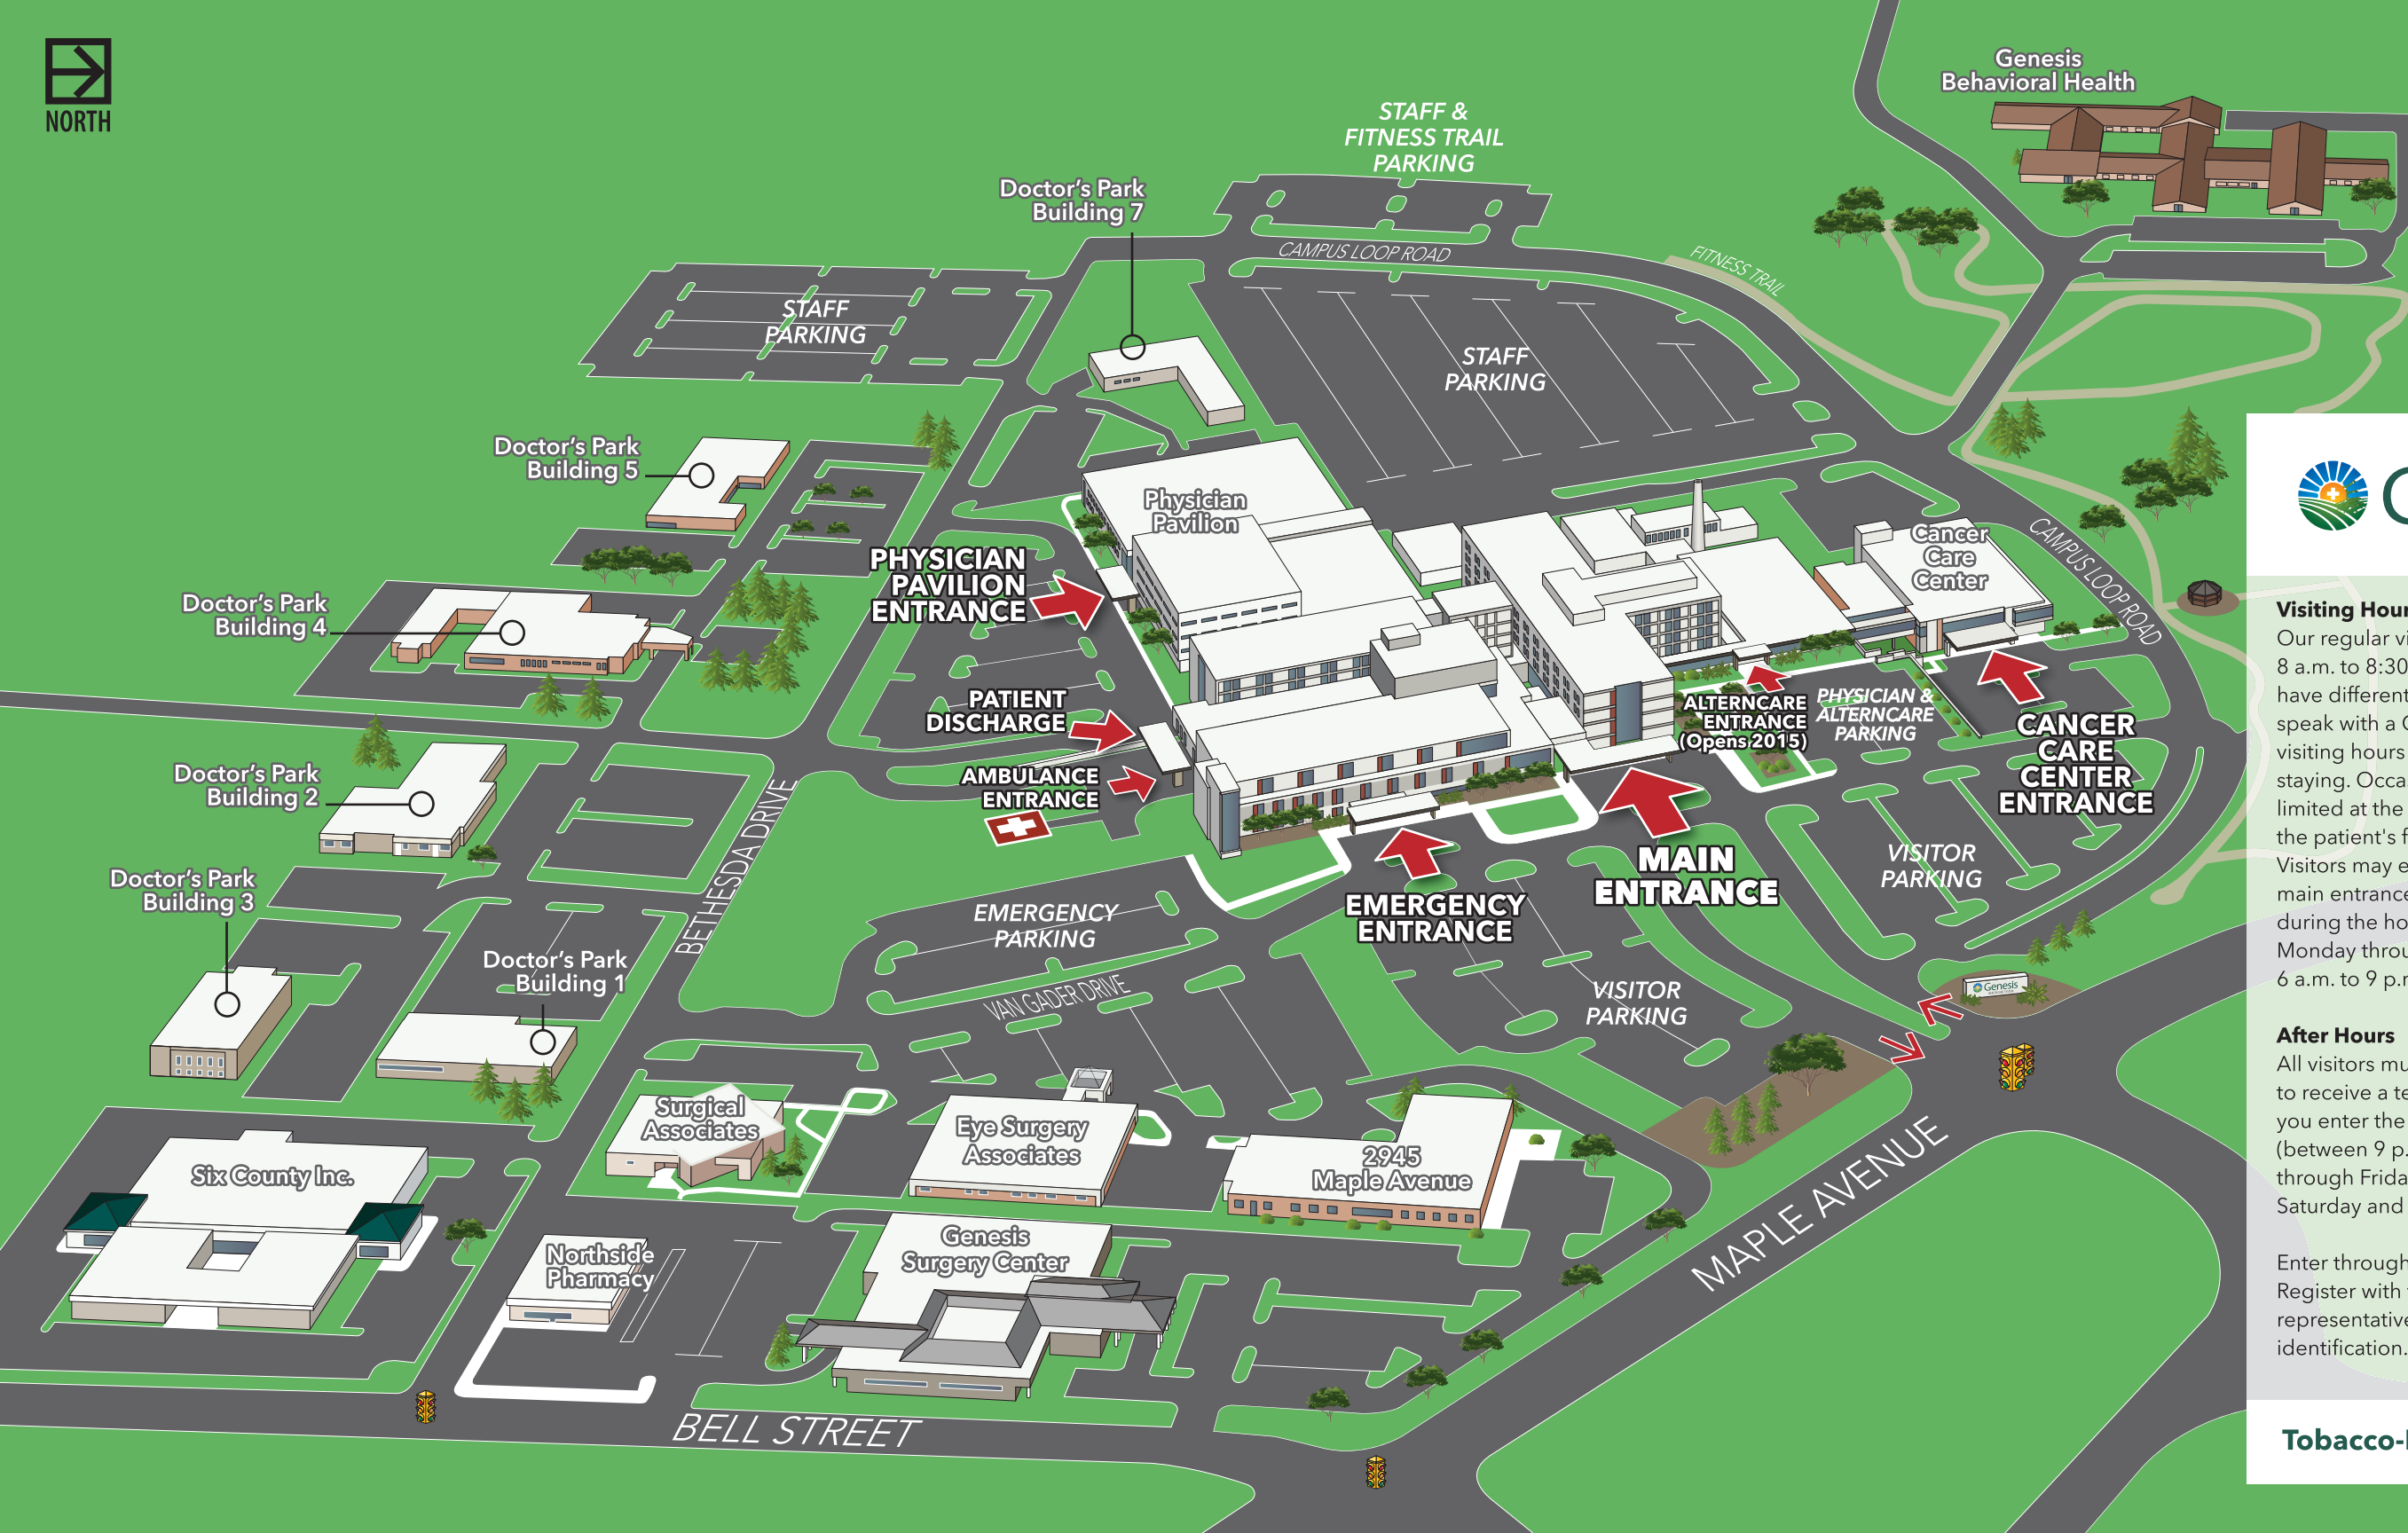 NORTH
Genesis
Behavioral Health
STAFF &
FITNESS TRAIL
PARKING
Doctor's Park
Building 7
CAMPUS LOOP ROAD
FITNESS TRAIL
STAFF
PARKING
STAFF
PARKING
Doctor's Park
Building 5
Physician
Pavilion
Cancer
Care
Center
CAMPUS LOOP ROAD
PHYSICIAN
PAVILION
ENTRANCE
Doctor's Park
Building 4
PATIENT
DISCHARGE
ALTERNCARE
ENTRANCE
(Opens 2015)
PHYSICIAN &
ALTERNCARE
PARKING
CANCER
CARE
CENTER
ENTRANCE
Doctor's Park
Building 2
AMBULANCE
ENTRANCE
BETHESDA DRIVE
MAIN
ENTRANCE
VISITOR
PARKING
Doctor's Park
Building 3
EMERGENCY
PARKING
EMERGENCY
ENTRANCE
Doctor's Park
Building 1
VAN GADER DRIVE
VISITOR
PARKING
Genesis
Surgical
Associates
Eye Surgery
Associates
2945
Maple Avenue
MAPLE AVENUE
Six County Inc.
Northside
Pharmacy
Genesis
Surgery Center
BELL STREET
Visiting Hour
Our regular vi
8 a.m. to 8:30
have different
speak with a
visiting hours
staying. Occa
limited at the
the patient's f
Visitors may e
main entrance
during the ho
Monday throu
6 a.m. to 9 p.
After Hours
All visitors mu
to receive a te
you enter the
(between 9 p.
through Frida
Saturday and
Enter through
Register with
representative
identification.
Tobacco-